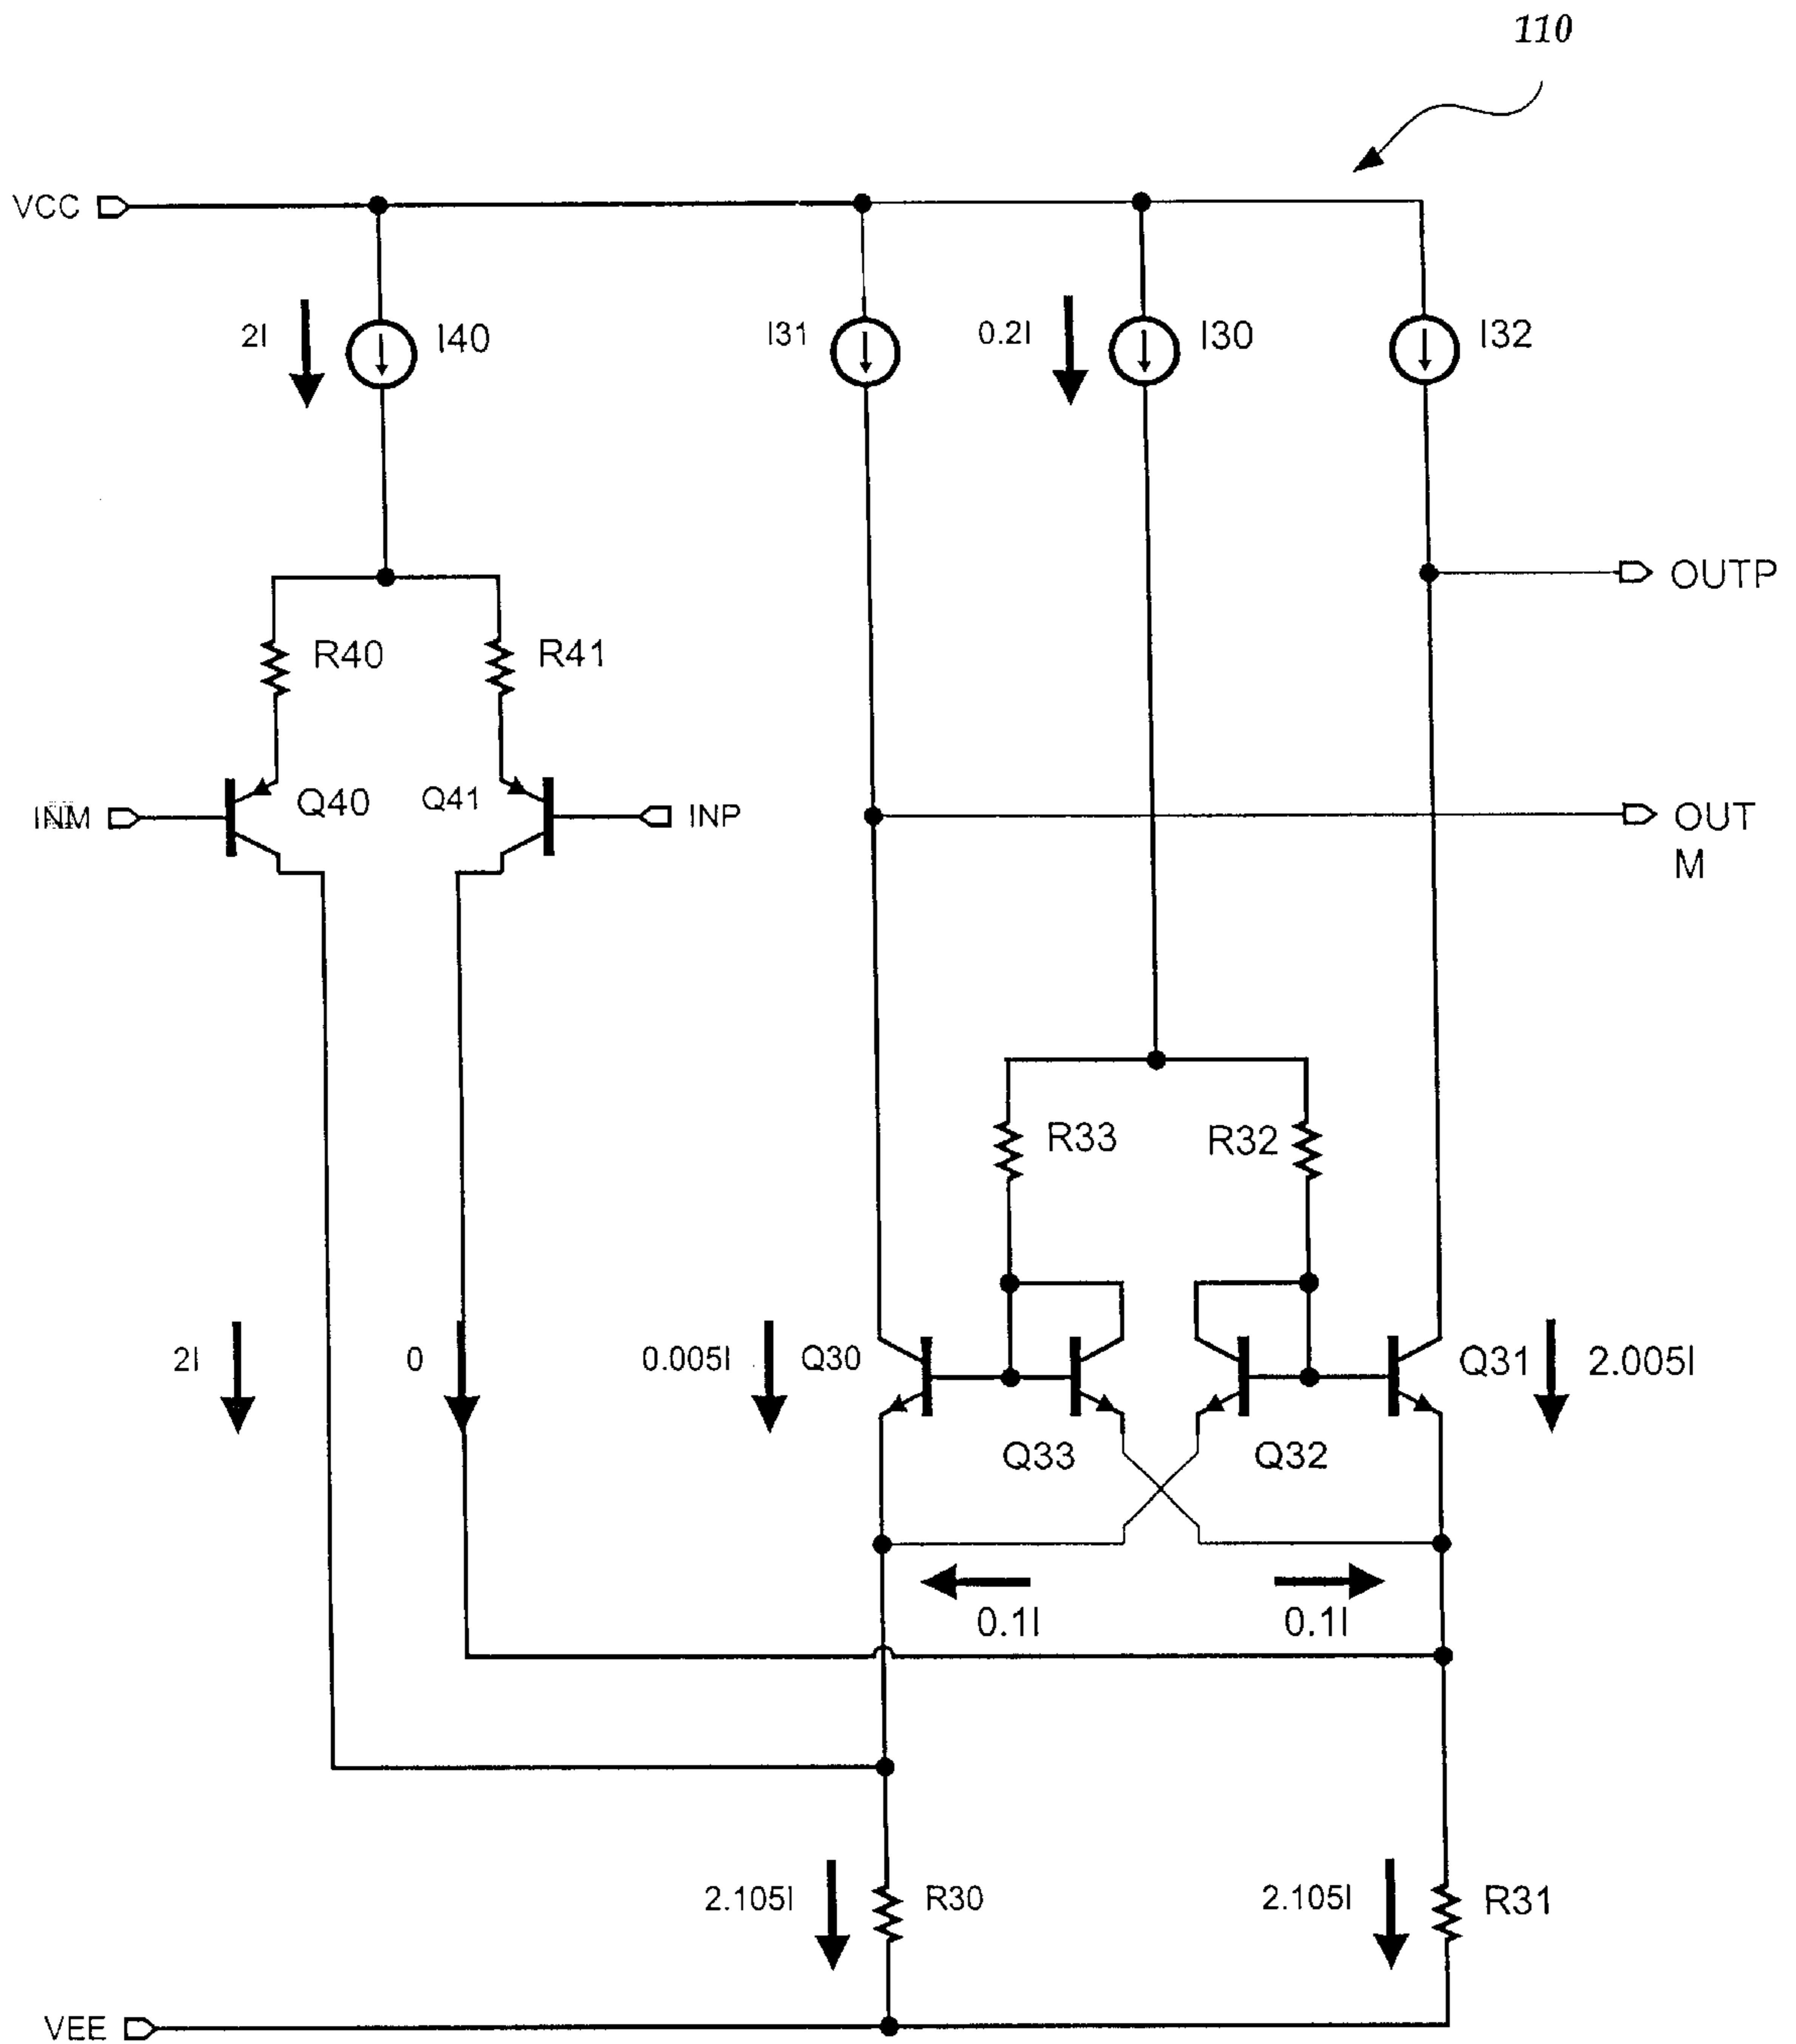 110
VCC
2I
I40
I31
0.2I
I30
I32
OUTP
R40
R41
INM
Q40
Q41
INP
OUT
M
R33
R32
2I
0
0.005I
Q30
Q31
2.005I
Q33
Q32
0.1I
0.1I
2.105I
R30
2.105I
R31
VEE